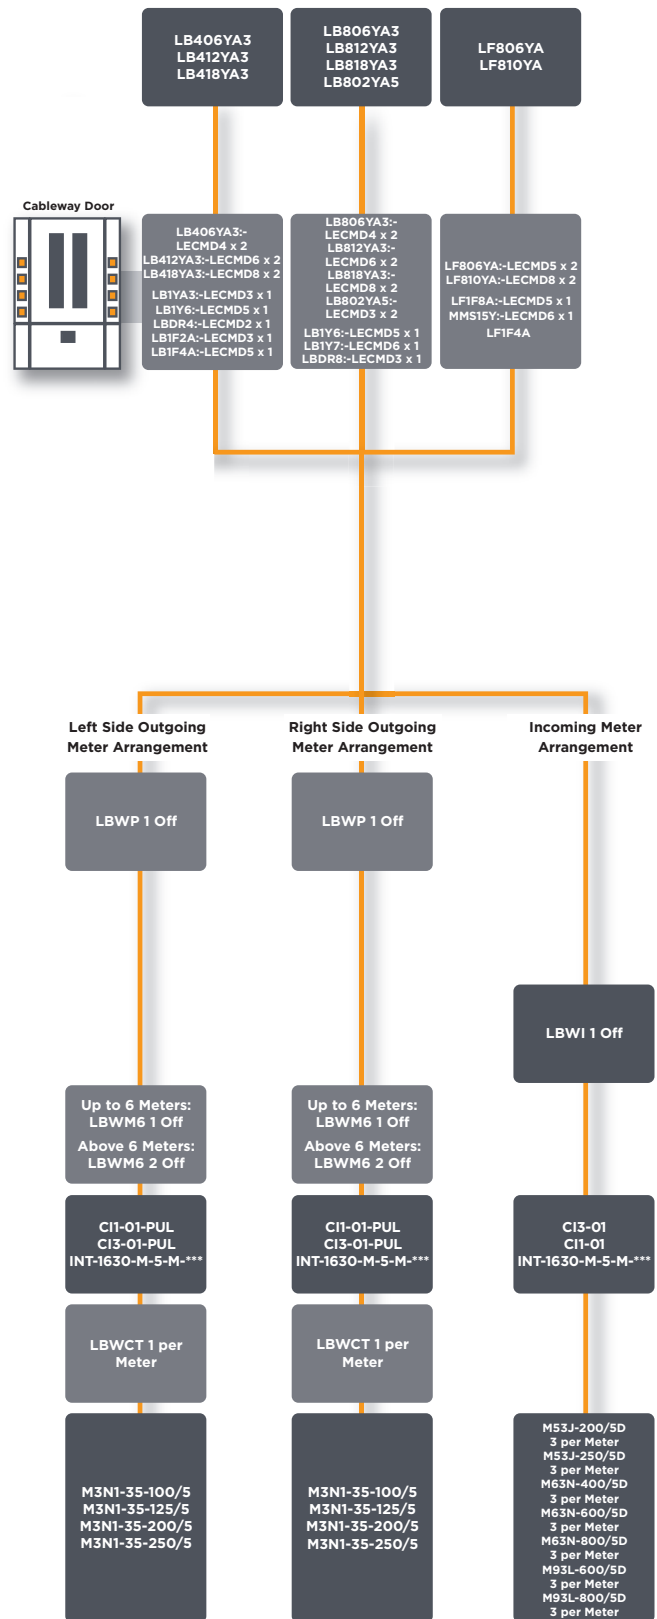 LB406YA3
LB412YA3
LB418YA3
LB806YA3
LB812YA3
LB818YA3
LB802YA5
LF806YA
LF810YA
Cableway Door
LB406YA3:-
LECMD4 x 2
LB412YA3:-LECMD6 x 2
LB418YA3:-LECMD8 x 2
LB1YA3:-LECMD3 x 1
LB1Y6:-LECMD5 x 1
LBDR4:-LECMD2 x 1
LB1F2A:-LECMD3 x 1
LB1F4A:-LECMD5 x 1
LB806YA3:-
LECMD4 x 2
LB812YA3:-
LECMD6 x 2
LB818YA3:-
LECMD8 x 2
LB802YA5:-
LECMD3 x 2
LB1Y6:-LECMD5 x 1
LB1Y7:-LECMD6 x 1
LBDR8:-LECMD3 x 1
LF806YA:-LECMD5 x 2
LF810YA:-LECMD8 x 2
LF1F8A:-LECMD5 x 1
MMS15Y:-LECMD6 x 1
LF1F4A
Left Side Outgoing
Meter Arrangement
Right Side Outgoing
Meter Arrangement
Incoming Meter
Arrangement
LBWP 1 Off
LBWP 1 Off
LBWI 1 Off
Up to 6 Meters:
LBWM6 1 Off
Above 6 Meters:
LBWM6 2 Off
Up to 6 Meters:
LBWM6 1 Off
Above 6 Meters:
LBWM6 2 Off
CI1-01-PUL
CI3-01-PUL
INT-1630-M-5-M-***
CI1-01-PUL
CI3-01-PUL
INT-1630-M-5-M-***
CI3-01
CI1-01
INT-1630-M-5-M-***
LBWCT 1 per
Meter
LBWCT 1 per
Meter
M3N1-35-100/5
M3N1-35-125/5
M3N1-35-200/5
M3N1-35-250/5
M3N1-35-100/5
M3N1-35-125/5
M3N1-35-200/5
M3N1-35-250/5
M53J-200/5D
3 per Meter
M53J-250/5D
3 per Meter
M63N-400/5D
3 per Meter
M63N-600/5D
3 per Meter
M63N-800/5D
3 per Meter
M93L-600/5D
3 per Meter
M93L-800/5D
3 per Meter